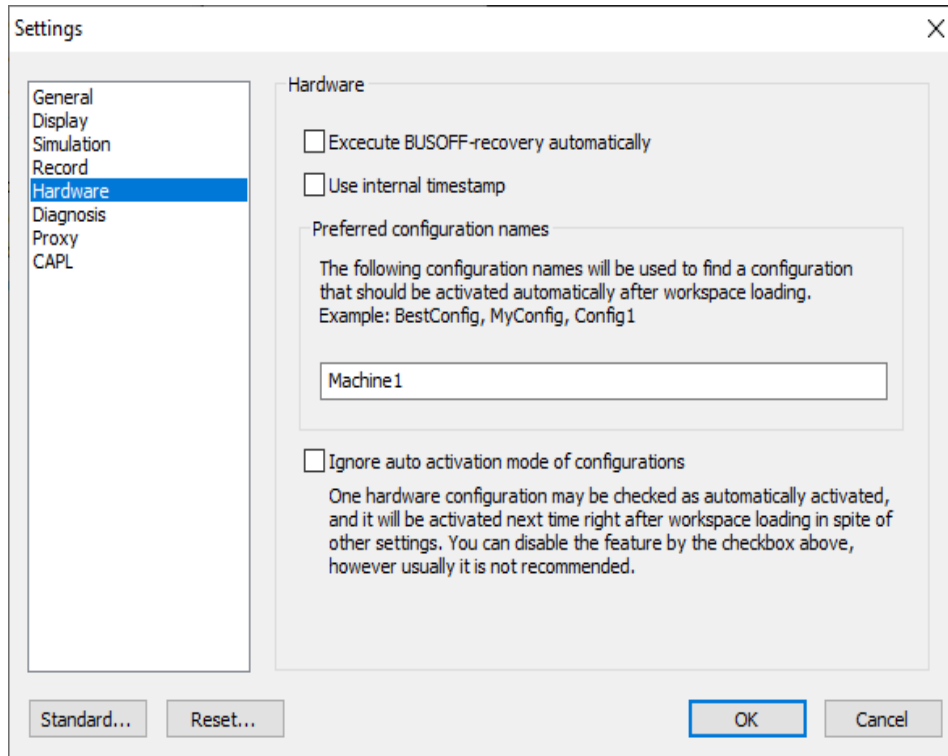 Settings
General
Display
Simulation
Record
Hardware
Diagnosis
Proxy
CAPL
Hardware
Excecute BUSOFF-recovery automatically
Use internal timestamp
Preferred configuration names
The following configuration names will be used to find a configuration
that should be activated automatically after workspace loading.
Example: BestConfig, MyConfig, Config1
Machine1
Ignore auto activation mode of configurations
One hardware configuration may be checked as automatically activated,
and it will be activated next time right after workspace loading in spite of
other settings. You can disable the feature by the checkbox above,
however usually it is not recommended.
Standard...
Reset...
OK
Cancel